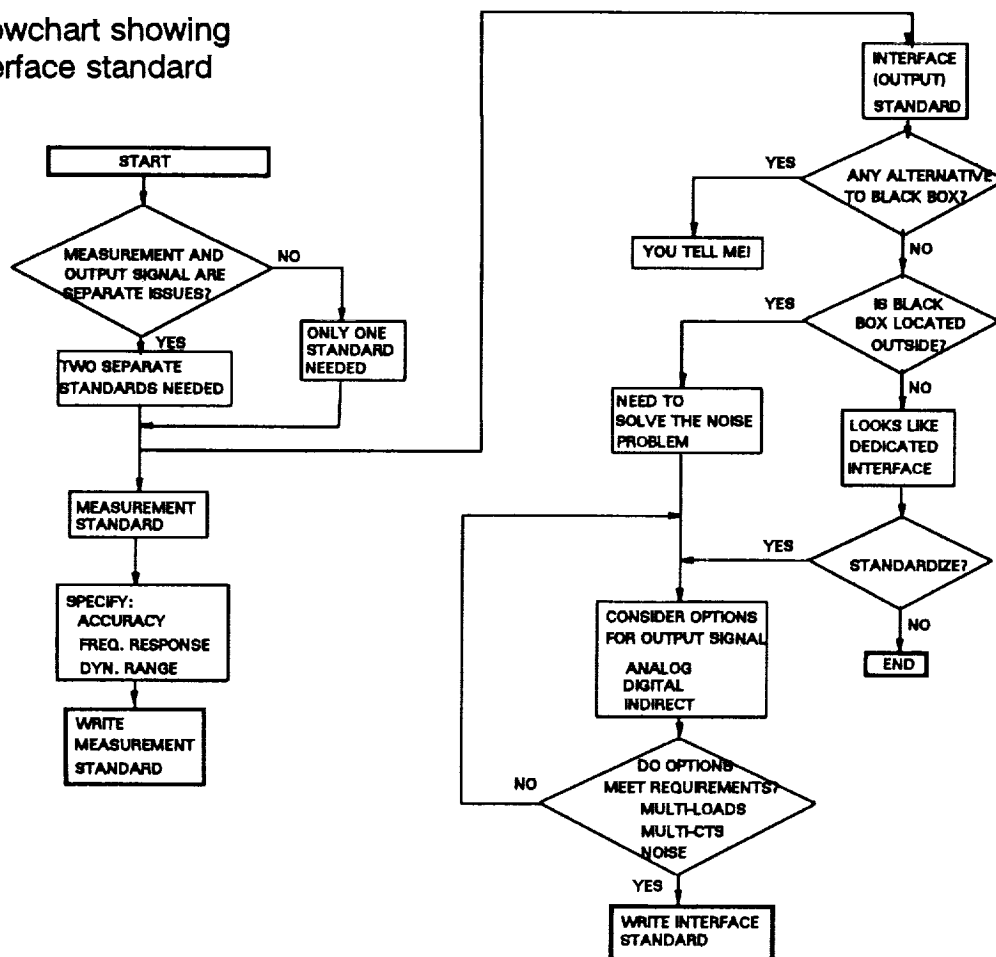 owchart showing
erface standard
START
MEASUREMENT AND
OUTPUT SIGNAL ARE
SEPARATE ISSUES?
NO
YES
ONLY ONE
STANDARD
NEEDED
TWO SEPARATE
STANDARDS NEEDED
MEASUREMENT
STANDARD
SPECIFY:
ACCURACY
FREQ. RESPONSE
DYN. RANGE
WRITE
MEASUREMENT
STANDARD
INTERFACE
(OUTPUT)
STANDARD
YES
ANY ALTERNATIVE
TO BLACK BOX?
YOU TELL ME!
NO
YES
IS BLACK
BOX LOCATED
OUTSIDE?
NO
NEED TO
SOLVE THE NOISE
PROBLEM
LOOKS LIKE
DEDICATED
INTERFACE
YES
STANDARDIZE?
NO
END
CONSIDER OPTIONS
FOR OUTPUT SIGNAL
ANALOG
DIGITAL
INDIRECT
NO
DO OPTIONS
MEET REQUIREMENTS?
MULTI-LOADS
MULTI-CTS
NOISE
YES
WRITE INTERFACE
STANDARD